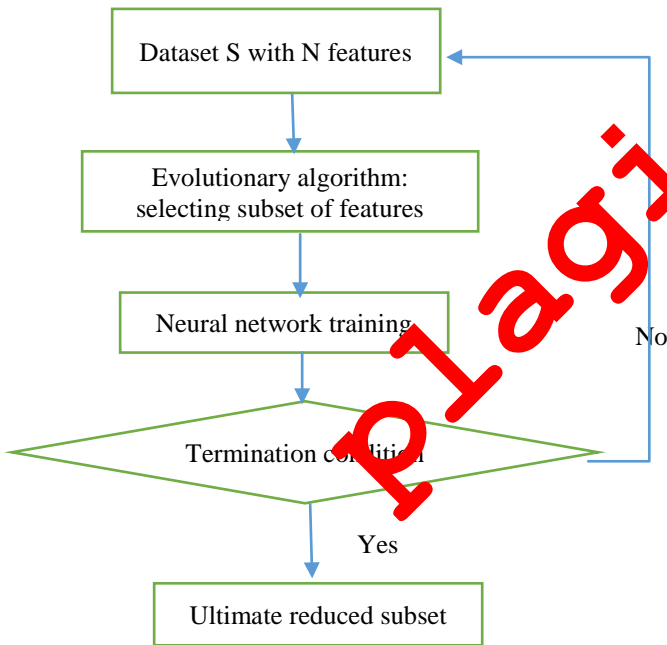 Dataset S with N features
Evolutionary algorithm:
selecting subset of features
Neural network training
No
Termination condition
Yes
Ultimate reduced subset
plagi